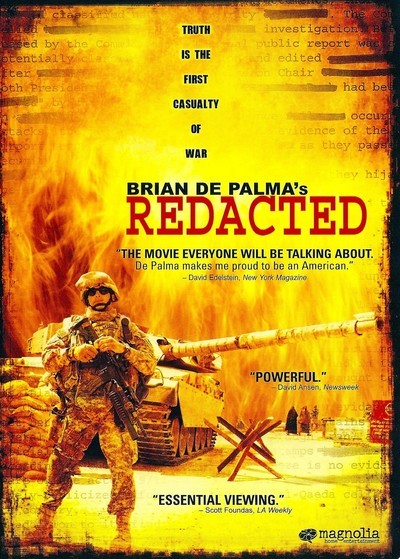 TRUTH
IS THE
FIRST
CASUALTY
OF
WAR
BRIAN DE PALMA's
REDACTED
“THE MOVIE EVERYONE WILL BE TALKING ABOUT.
De Palma makes me proud to be an American.”
– David Edelstein, New York Magazine
“POWERFUL.”
– David Ansen, Newsweek
“ESSENTIAL VIEWING.”
– Scott Foundas, LA Weekly
magnolia
home entertainment